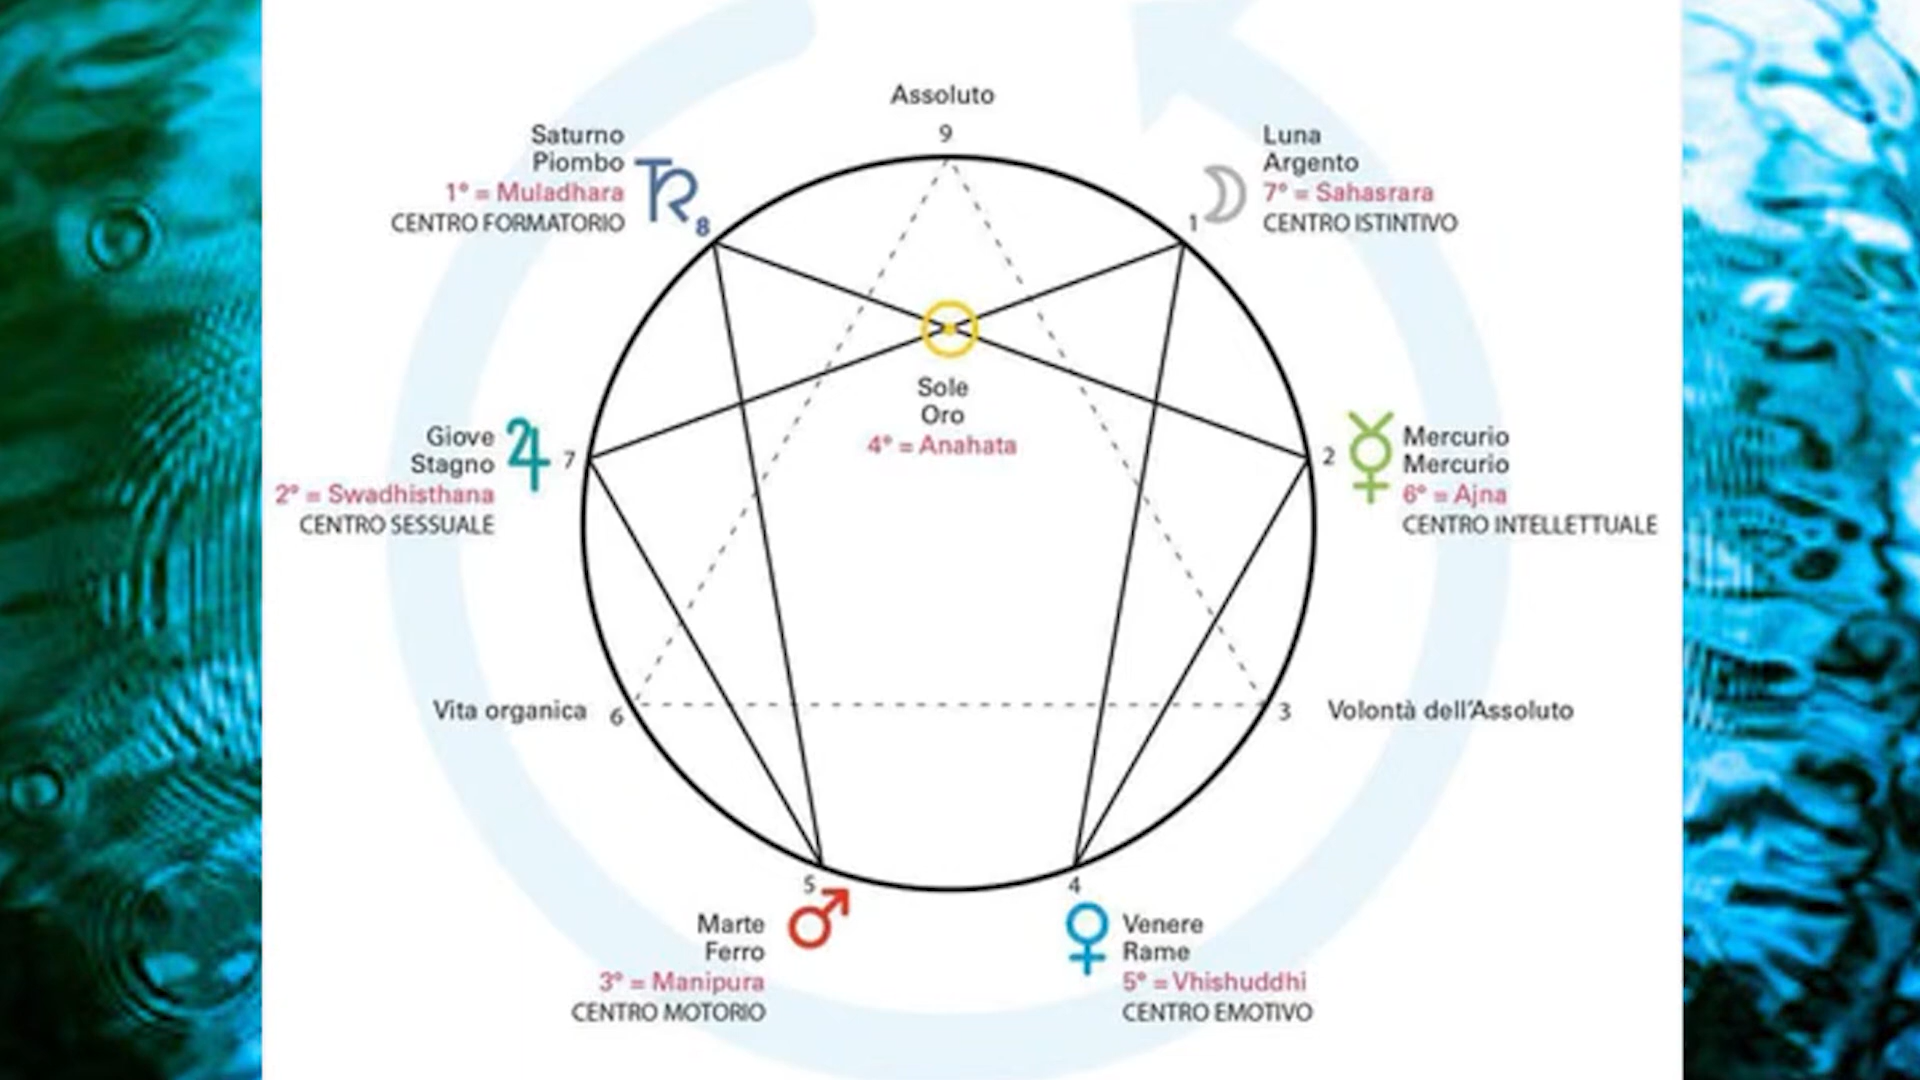 Assoluto
9
Saturno
Piombo
1° = Muladhara
CENTRO FORMATORIO
8
Luna
Argento
7° = Sahasrara
CENTRO ISTINTIVO
1
Sole
Oro
4° = Anahata
Giove
Stagno
2° = Swadhisthana
CENTRO SESSUALE
7
2
Mercurio
Mercurio
6° = Ajna
CENTRO INTELLETTUALE
Vita organica 6
3 Volontà dell'Assoluto
5
Marte
Ferro
3° = Manipura
CENTRO MOTORIO
4
Venere
Rame
5° = Vhishuddhi
CENTRO EMOTIVO